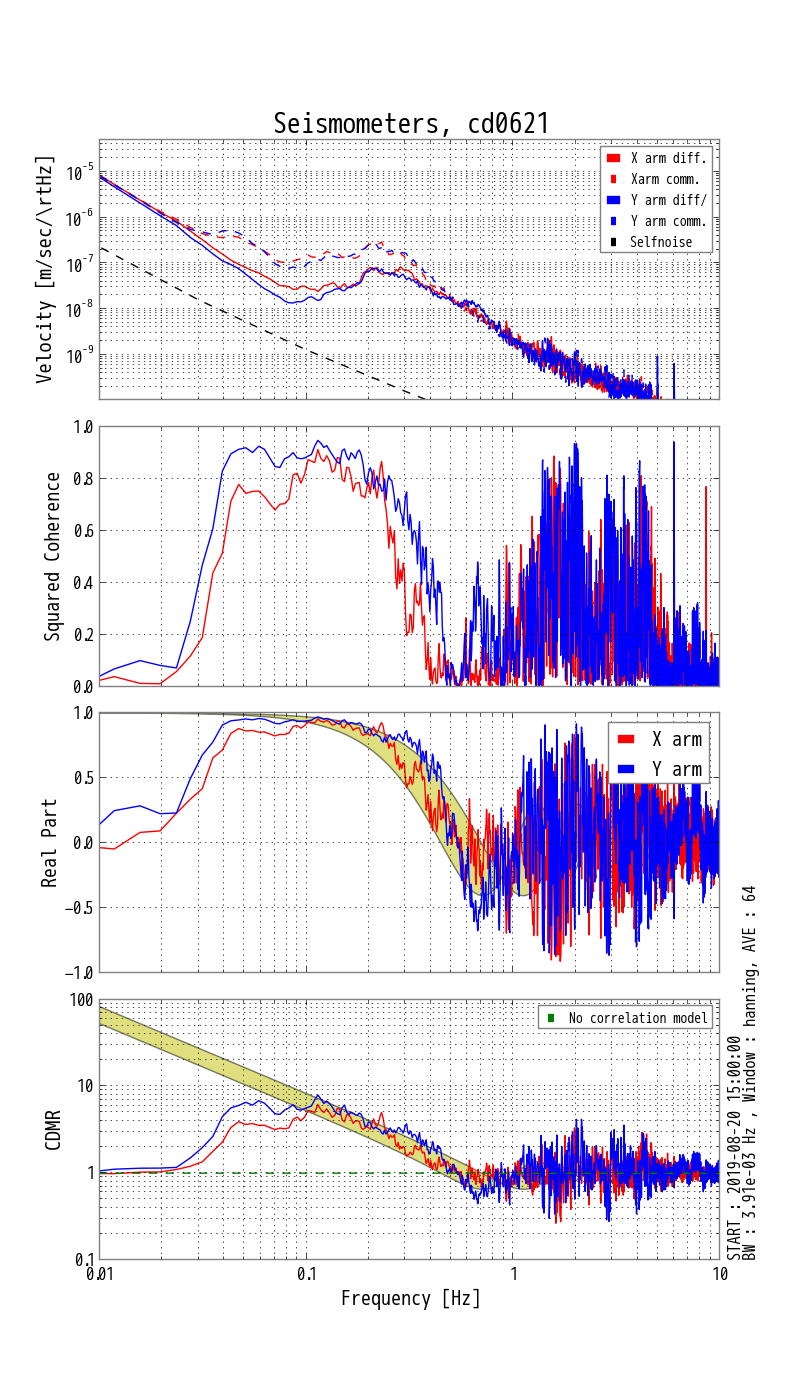 Seismometers, cd0621
Velocity [m/sec/\rtHz]
10^-5
10^-6
10^-7
10^-8
10^-9
X arm diff.
Xarm comm.
Y arm diff/
Y arm comm.
Selfnoise
Squared Coherence
1.0
0.8
0.6
0.4
0.2
0.0
Real Part
1.0
0.5
0.0
−0.5
−1.0
X arm
Y arm
CDMR
100
10
1
0.1
No correlation model
0.01
0.1
1
10
Frequency [Hz]
START : 2019-08-20 15:00:00
BW : 3.91e-03 Hz , Window : hanning, AVE : 64